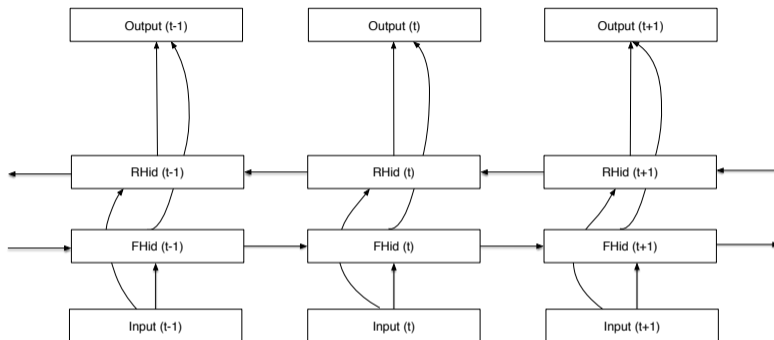 Output (t-1)
Output (t)
Output (t+1)
RHid (t-1)
RHid (t)
RHid (t+1)
FHid (t-1)
FHid (t)
FHid (t+1)
Input (t-1)
Input (t)
Input (t+1)